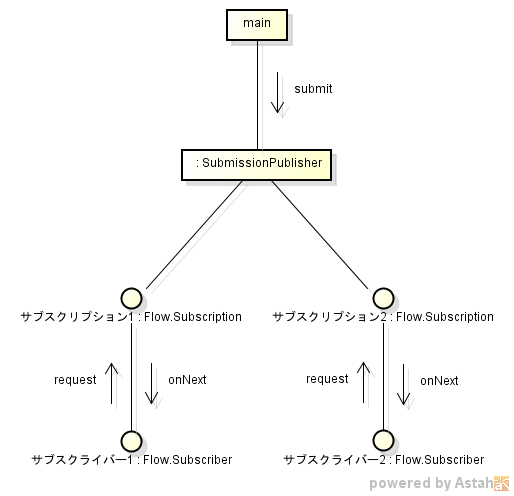 main
submit
: SubmissionPublisher
サブスクリプション1 : Flow.Subscription
サブスクリプション2 : Flow.Subscription
request
onNext
request
onNext
サブスクライバー1 : Flow.Subscriber
サブスクライバー2 : Flow.Subscriber
powered by Astah